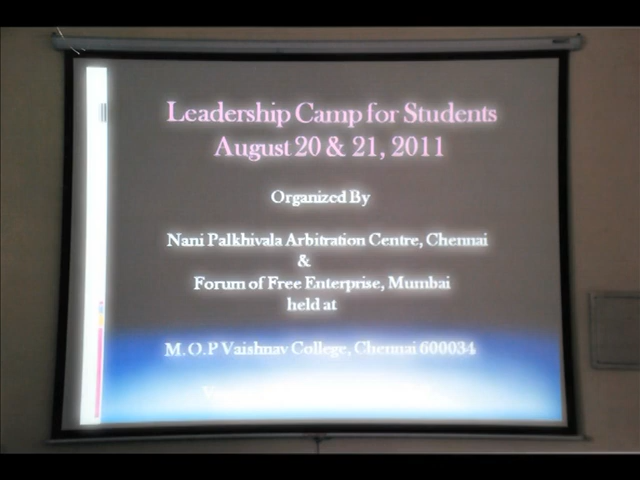 Leadership Camp for Students
August 20 & 21, 2011
Organized By
Nani Palkhivala Arbitration Centre, Chennai
&
Forum of Free Enterprise, Mumbai
held at
M.O.P Vaishnav College, Chennai 600034